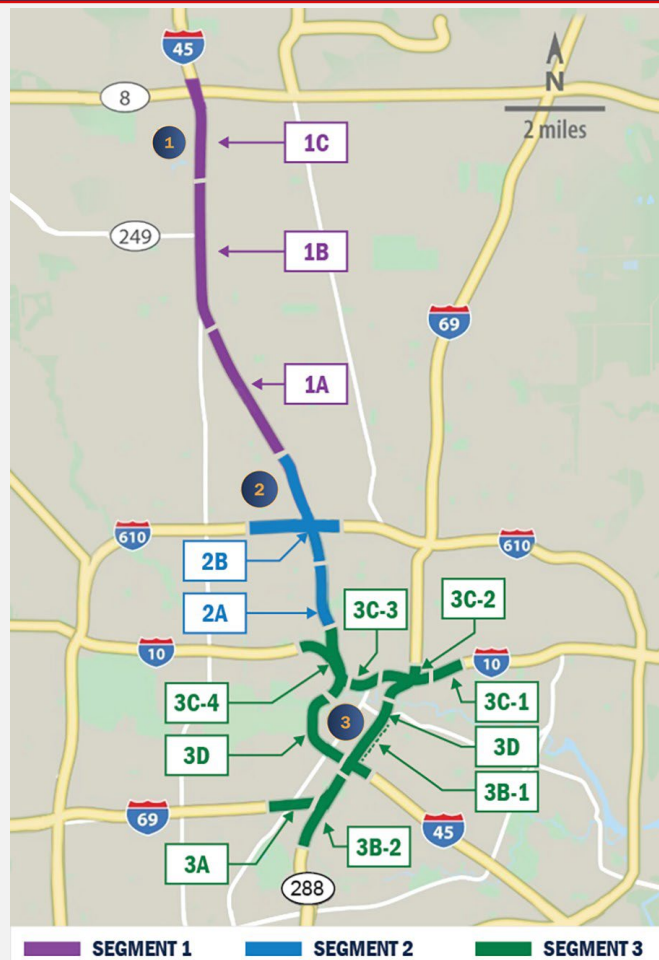 45
8
N
2 miles
1
1C
249
1B
69
1A
2
610
610
2B
2A
3C-3
3C-2
10
10
3C-4
3C-1
3
3D
3D
3B-1
69
45
3A
3B-2
288
SEGMENT 1
SEGMENT 2
SEGMENT 3